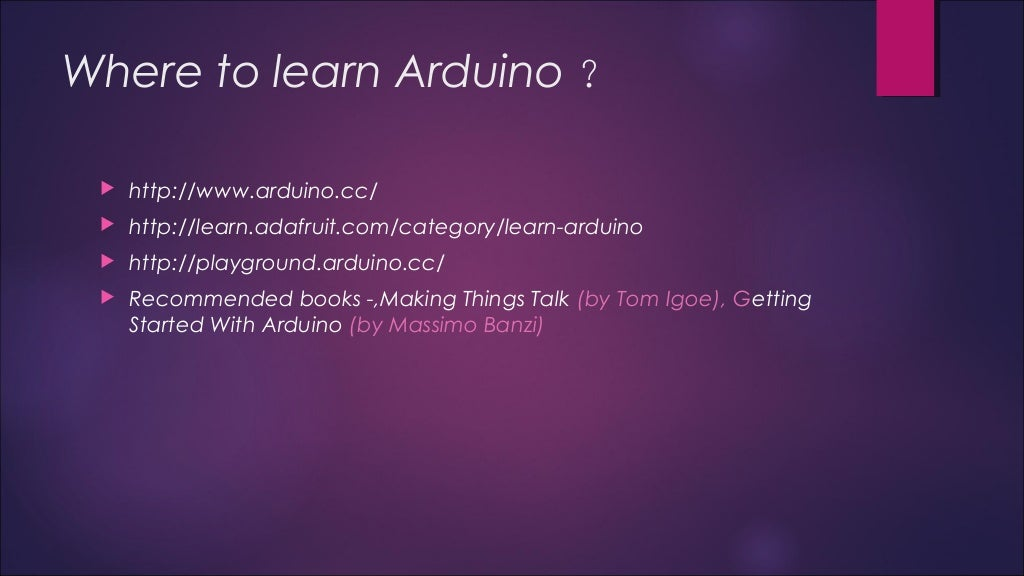 Where to learn Arduino ?
http://www.arduino.cc/
http://learn.adafruit.com/category/learn-arduino
http://playground.arduino.cc/
Recommended books -,Making Things Talk (by Tom Igoe), Getting
Started With Arduino (by Massimo Banzi)